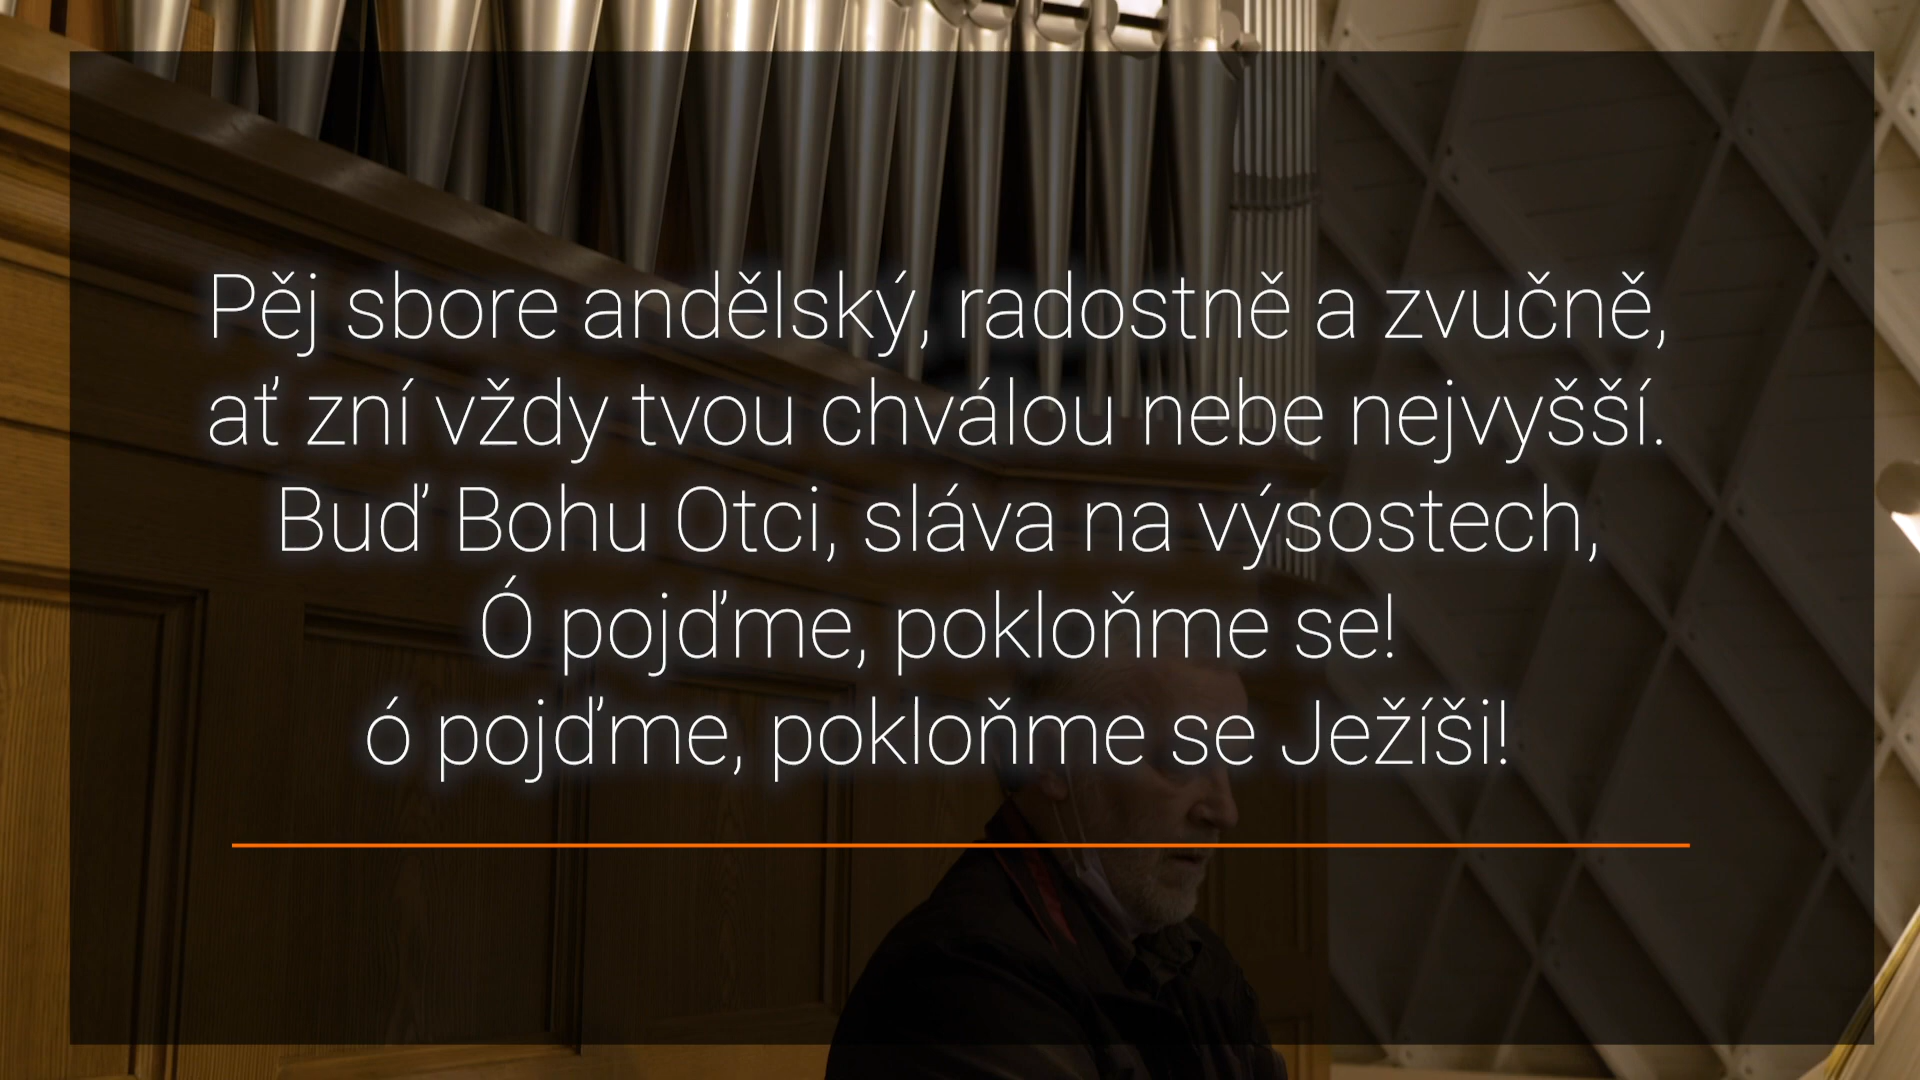 Pěj sbore andělský, radostně a zvučně,
ať zní vždy tvou chválou nebe nejvyšší.
Buď Bohu Otci, sláva na výsostech,
Ó pojďme, pokloňme se!
ó pojďme, pokloňme se Ježíši!